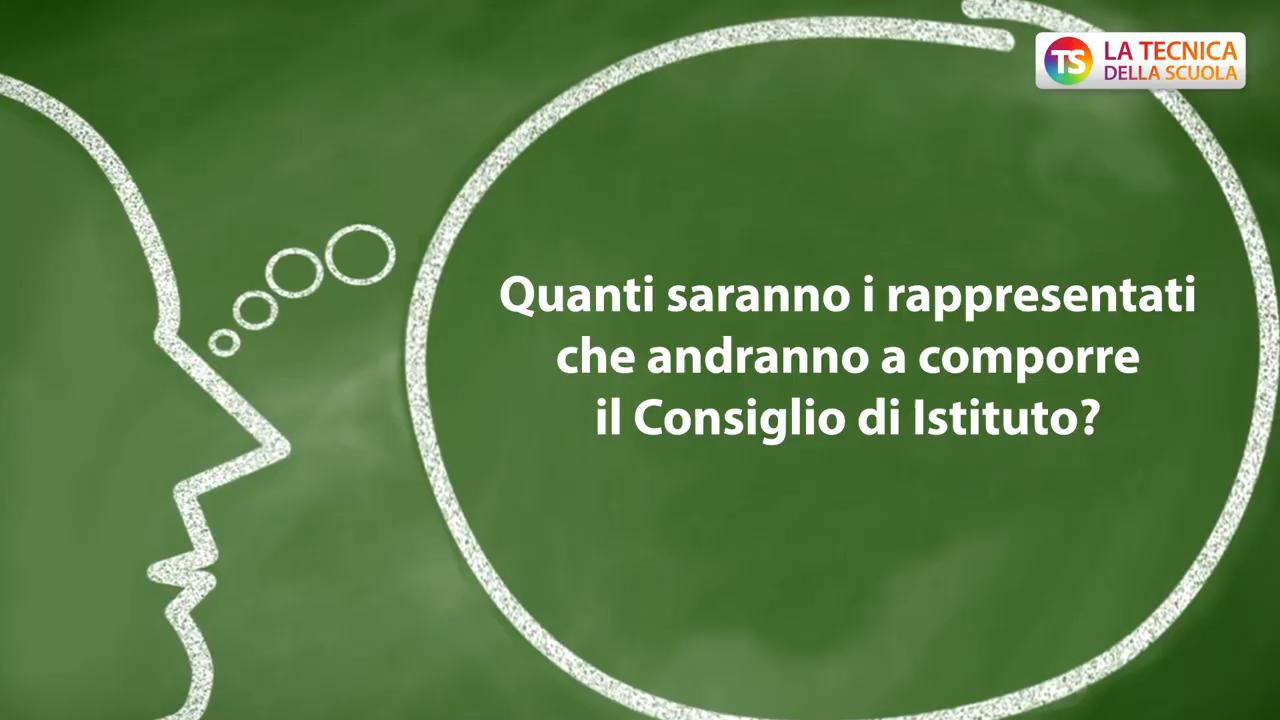 TS LA TECNICA
DELLA SCUOLA
Quanti saranno i rappresentati
che andranno a comporre
il Consiglio di Istituto?